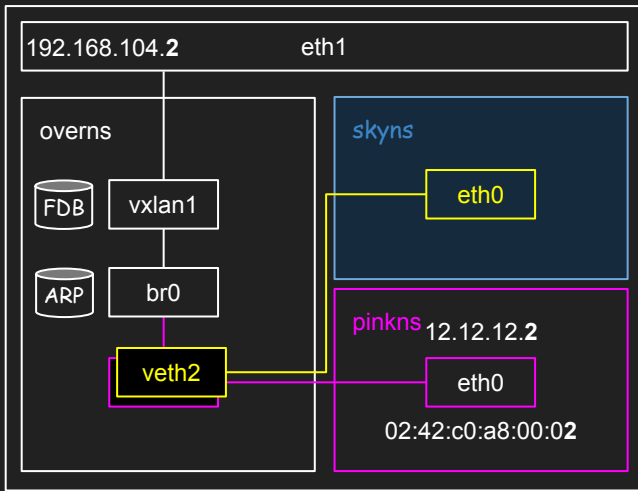 192.168.104.2
eth1
overns
FDB
vxlan1
ARP
br0
veth2
skyns
eth0
pinkns
12.12.12.2
eth0
02:42:c0:a8:00:02